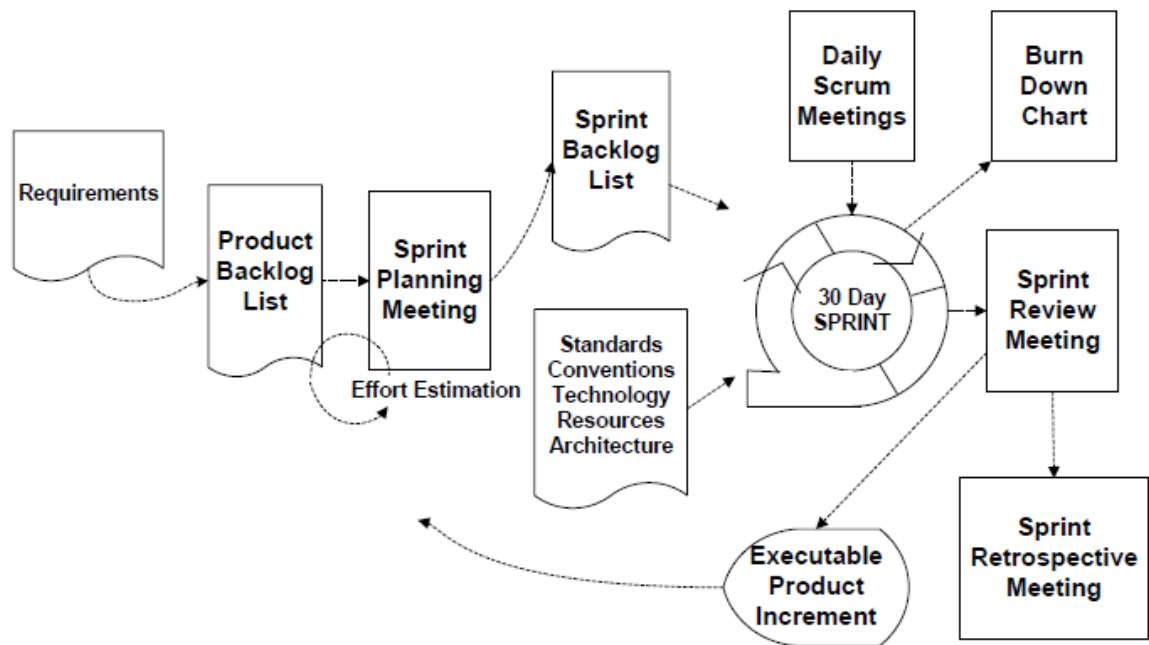 Requirements
Product
Backlog
List
Sprint
Planning
Meeting
Effort Estimation
Sprint
Backlog
List
Standards
Conventions
Technology
Resources
Architecture
Daily
Scrum
Meetings
30 Day
SPRINT
Burn
Down
Chart
Sprint
Review
Meeting
Executable
Product
Increment
Sprint
Retrospective
Meeting